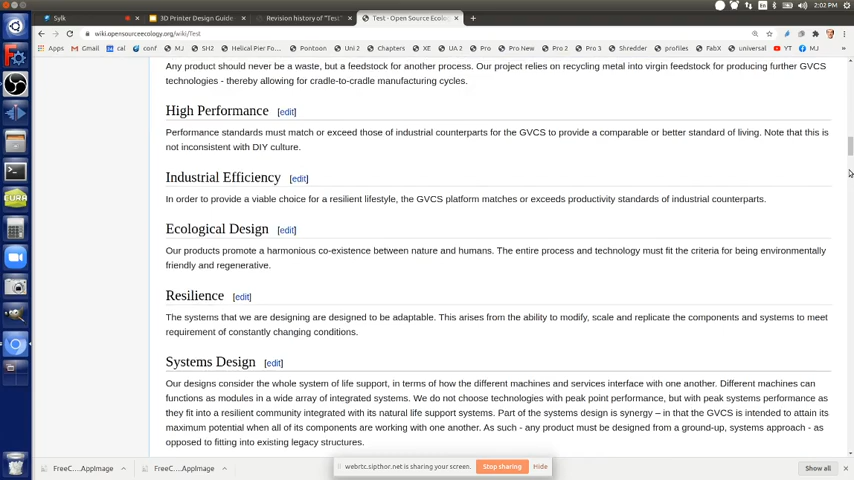 2:02 PM
Sylk
3D Printer Design Guide
Revision history of "Test"
Test - Open Source Ecolo
wiki.opensourceecology.org/wiki/Test
Apps Gmail cal conf MJ SH2 Helical Pier Fo... Pontoon Uni 2 Chapters XE UA 2 Pro Pro New Pro 2 Pro 3 Shredder profiles FabX universal YT MJ »
Any product should never be a waste, but a feedstock for another process. Our project relies on recycling metal into virgin feedstock for producing further GVCS
technologies - thereby allowing for cradle-to-cradle manufacturing cycles.
High Performance [edit]
Performance standards must match or exceed those of industrial counterparts for the GVCS to provide a comparable or better standard of living. Note that this is
not inconsistent with DIY culture.
Industrial Efficiency [edit]
In order to provide a viable choice for a resilient lifestyle, the GVCS platform matches or exceeds productivity standards of industrial counterparts.
Ecological Design [edit]
Our products promote a harmonious co-existence between nature and humans. The entire process and technology must fit the criteria for being environmentally
friendly and regenerative.
Resilience [edit]
The systems that we are designing are designed to be adaptable. This arises from the ability to modify, scale and replicate the components and systems to meet
requirement of constantly changing conditions.
Systems Design [edit]
Our designs consider the whole system of life support, in terms of how the different machines and services interface with one another. Different machines can
functions as modules in a wide array of integrated systems. We do not choose technologies with peak point performance, but with peak systems performance as
they fit into a resilient community integrated with its natural life support systems. Part of the systems design is synergy – in that the GVCS is intended to attain its
maximum potential when all of its components are working with one another. As such - any product must be designed from a ground-up, systems approach - as
opposed to fitting into existing legacy structures.
CURA
FreeC....AppImage
FreeC....AppImage
webrtc.sipthor.net is sharing your screen.
Stop sharing
Hide
Show all